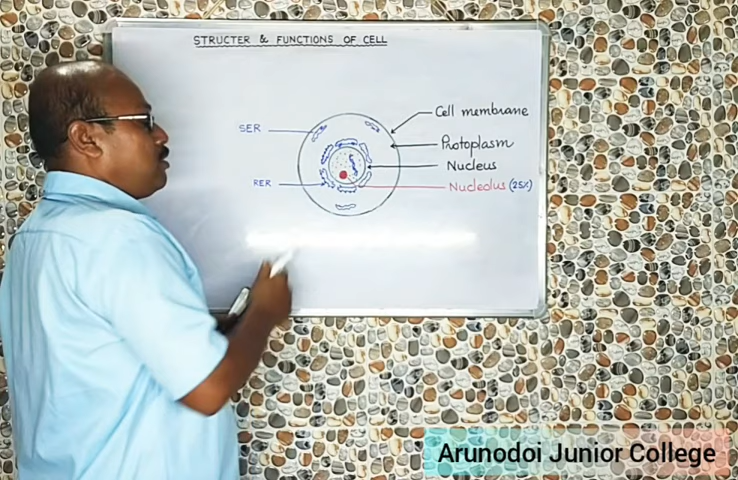 STRUCTER & FUNCTIONS OF CELL
Cell membrane
SER
Protoplasm
Nucleus
RER
Nucleolus (25%)
Arunodoi Junior College